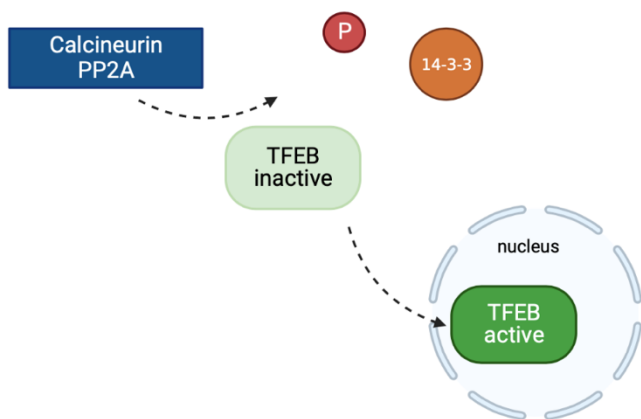 Calcineurin
PP2A
P
14-3-3
TFEB
inactive
nucleus
TFEB
active